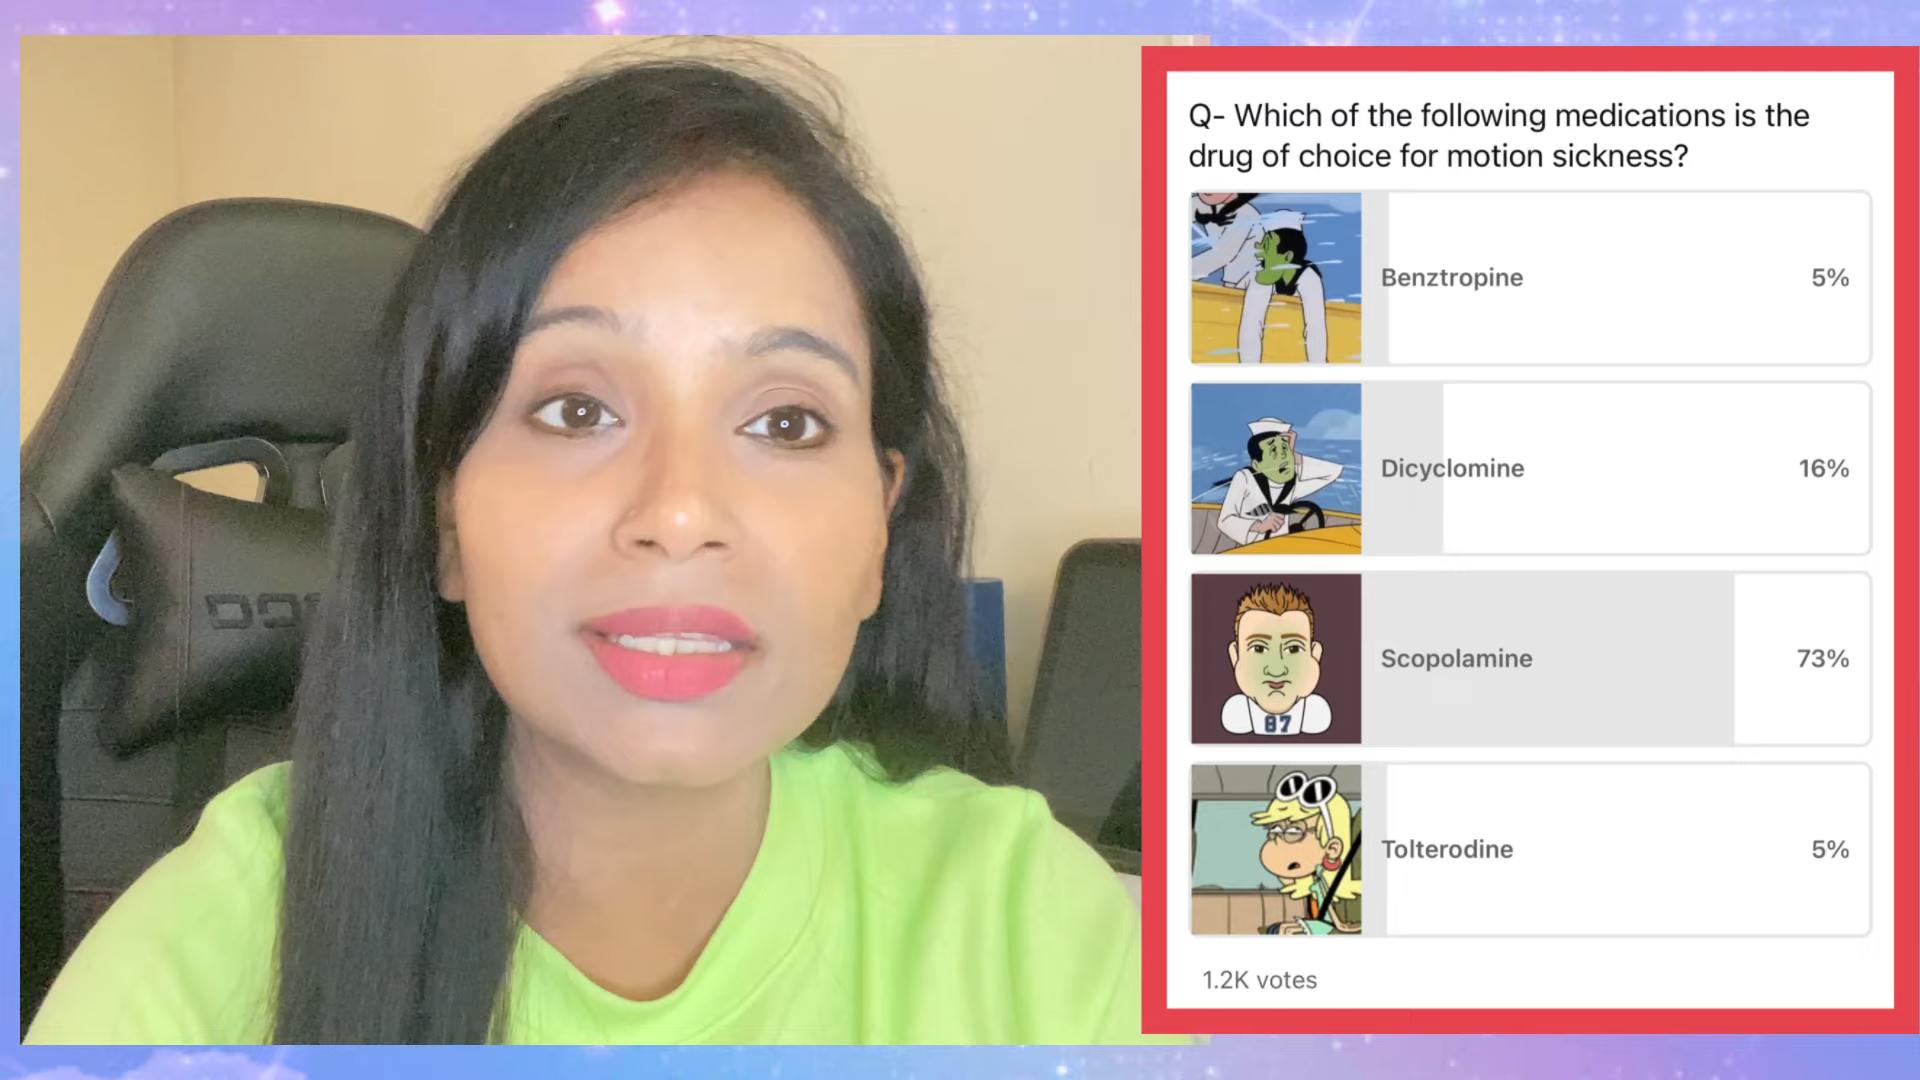 Q- Which of the following medications is the
drug of choice for motion sickness?
Benztropine 5%
Dicyclomine 16%
87
Scopolamine 73%
Tolterodine 5%
1.2K votes